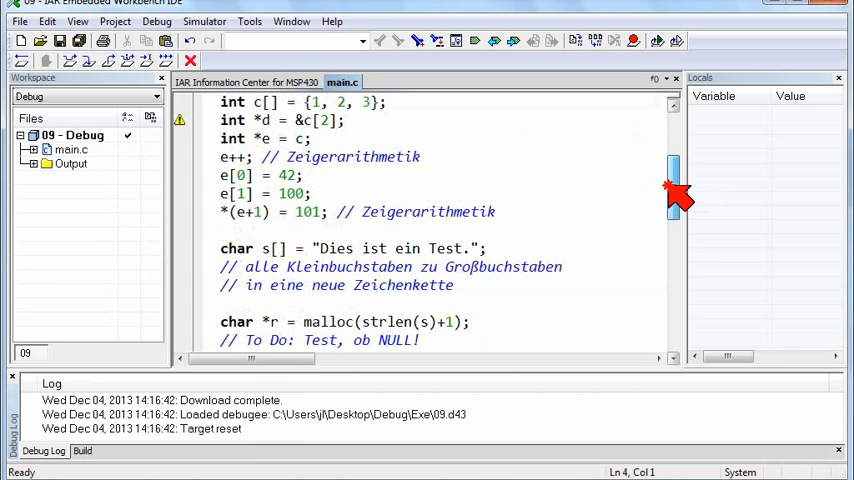 09 - IAR Embedded Workbench IDE
File Edit View Project Debug Simulator Tools Window Help
Workspace
Debug
Files
09 - Debug
main.c
Output
09
IAR Information Center for MSP430 main.c
f()
int c[] = {1, 2, 3};
int *d = &c[2];
int *e = c;
e++; // Zeigerarithmetik
e[0] = 42;
e[1] = 100;
*(e+1) = 101; // Zeigerarithmetik
char s[] = "Dies ist ein Test.";
// alle Kleinbuchstaben zu Großbuchstaben
// in eine neue Zeichenkette
char *r = malloc(strlen(s)+1);
// To Do: Test, ob NULL!
Locals
Variable Value
Log
Wed Dec 04, 2013 14:16:42: Download complete.
Wed Dec 04, 2013 14:16:42: Loaded debugee: C:\Users\jl\Desktop\Debug\Exe\09.d43
Wed Dec 04, 2013 14:16:42: Target reset
Debug Log
Debug Log Build
Ready Ln 4, Col 1 System